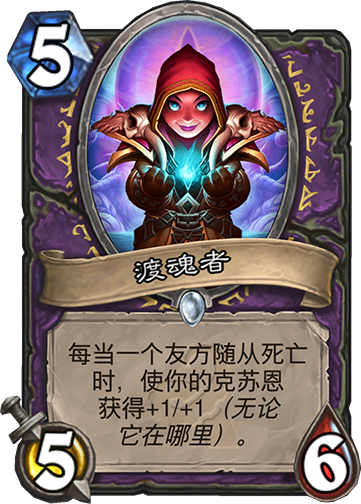 5
渡魂者
每当一个友方随从死亡
时，使你的克苏恩
获得+1/+1（无论
它在哪里）。
5
6